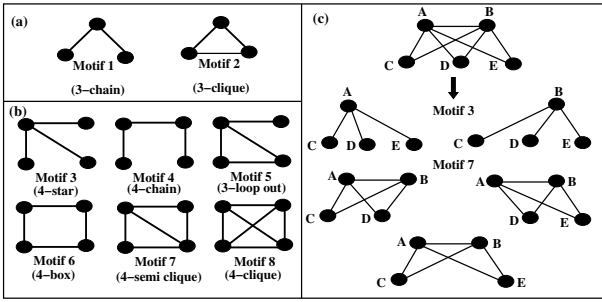 (a)
Motif 1
(3−chain)
Motif 2
(3−clique)
(b)
Motif 3
(4−star)
Motif 4
(4−chain)
Motif 5
(3−loop out)
Motif 6
(4−box)
Motif 7
(4−semi clique)
Motif 8
(4−clique)
(c)
A B
C D E
Motif 3
A B
C D E C D E
Motif 7
A B A B
C D D E
A B
C E